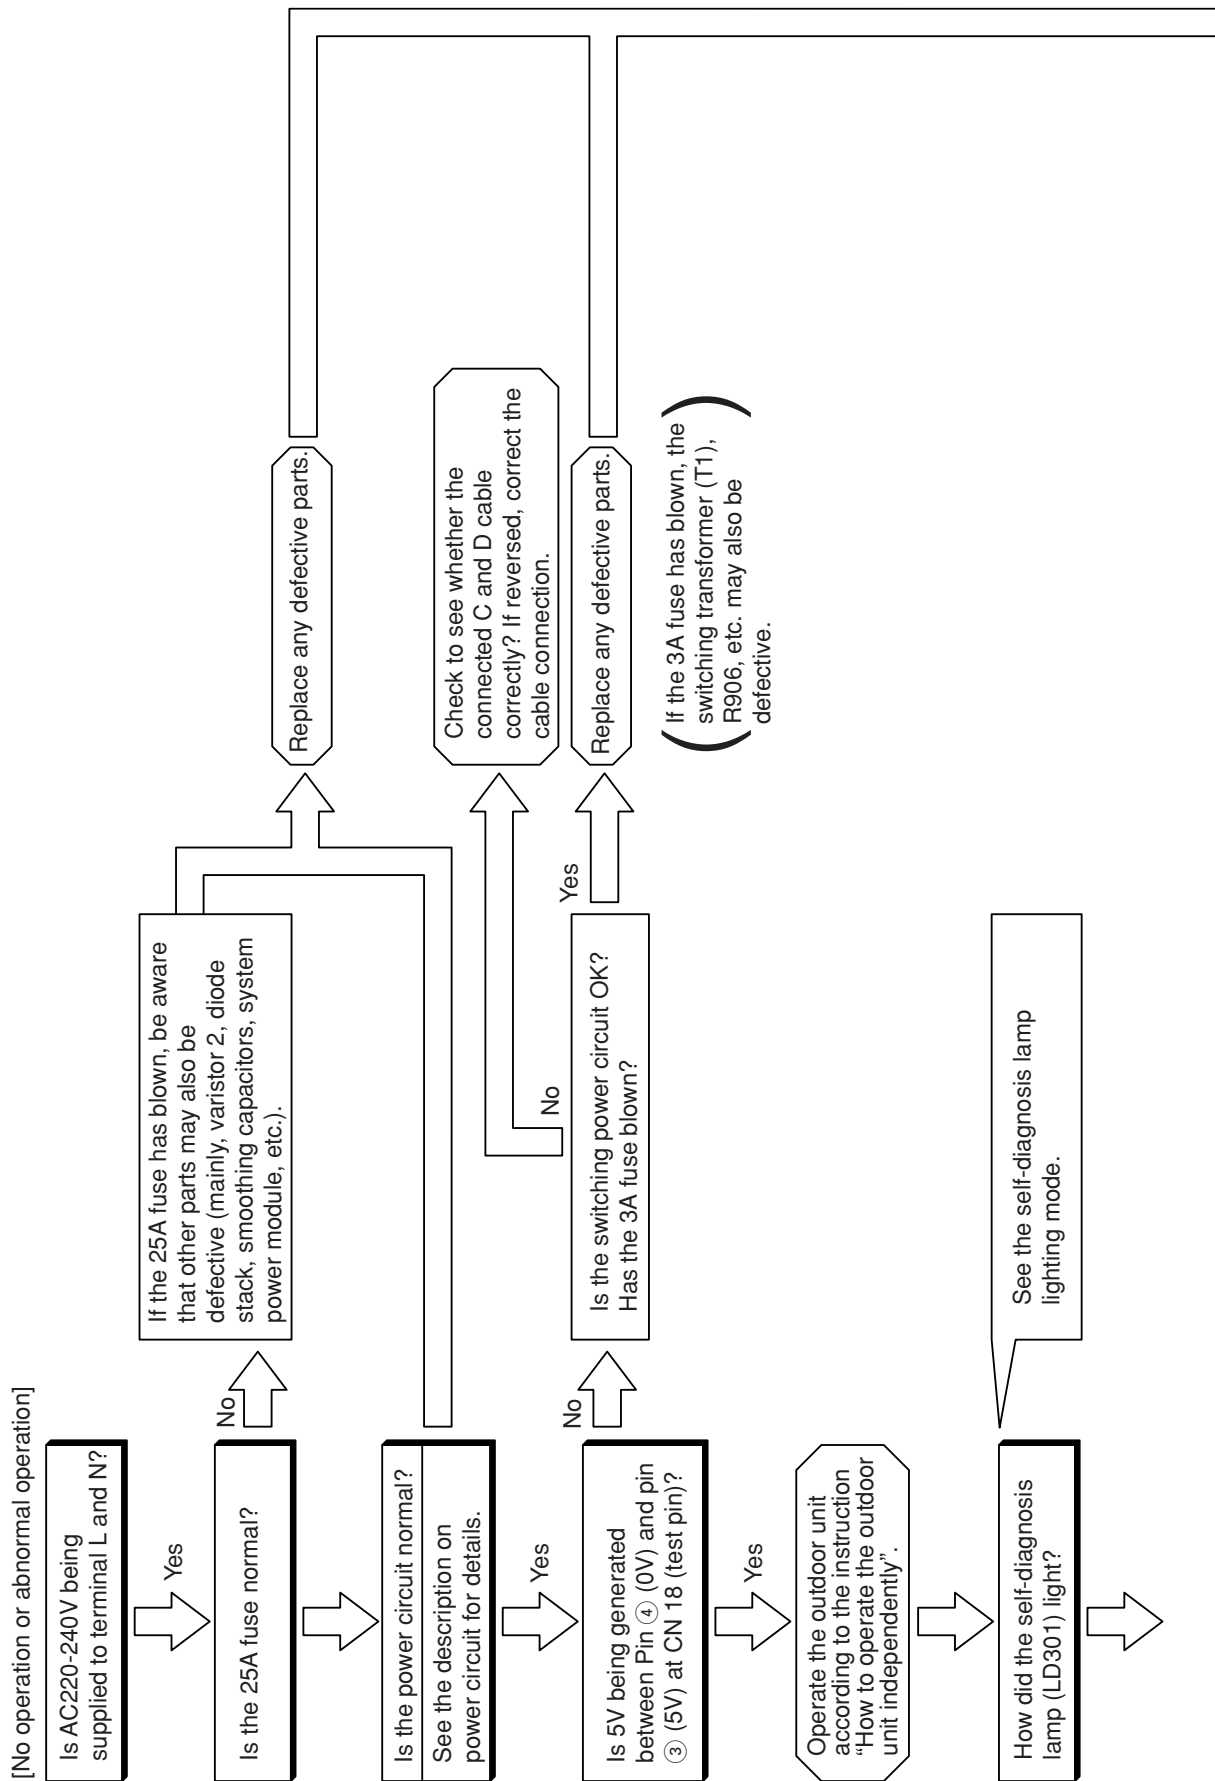 [No operation or abnormal operation]
Is AC220-240V being
supplied to terminal L and N?
Yes
Is the 25A fuse normal?
No
If the 25A fuse has blown, be aware
that other parts may also be
defective (mainly, varistor 2, diode
stack, smoothing capacitors, system
power module, etc.).
Replace any defective parts.
Is the power circuit normal?
See the description on
power circuit for details.
Yes
Is 5V being generated
between Pin ④ (0V) and pin
③ (5V) at CN 18 (test pin)?
No
Is the switching power circuit OK?
Has the 3A fuse blown?
No
Check to see whether the
connected C and D cable
correctly? If reversed, correct the
cable connection.
Yes
Replace any defective parts.
If the 3A fuse has blown, the
switching transformer (T1),
R906, etc. may also be
defective.
Yes
Operate the outdoor unit
according to the instruction
“How to operate the outdoor
unit independently”.
How did the self-diagnosis
lamp (LD301) light?
See the self-diagnosis lamp
lighting mode.